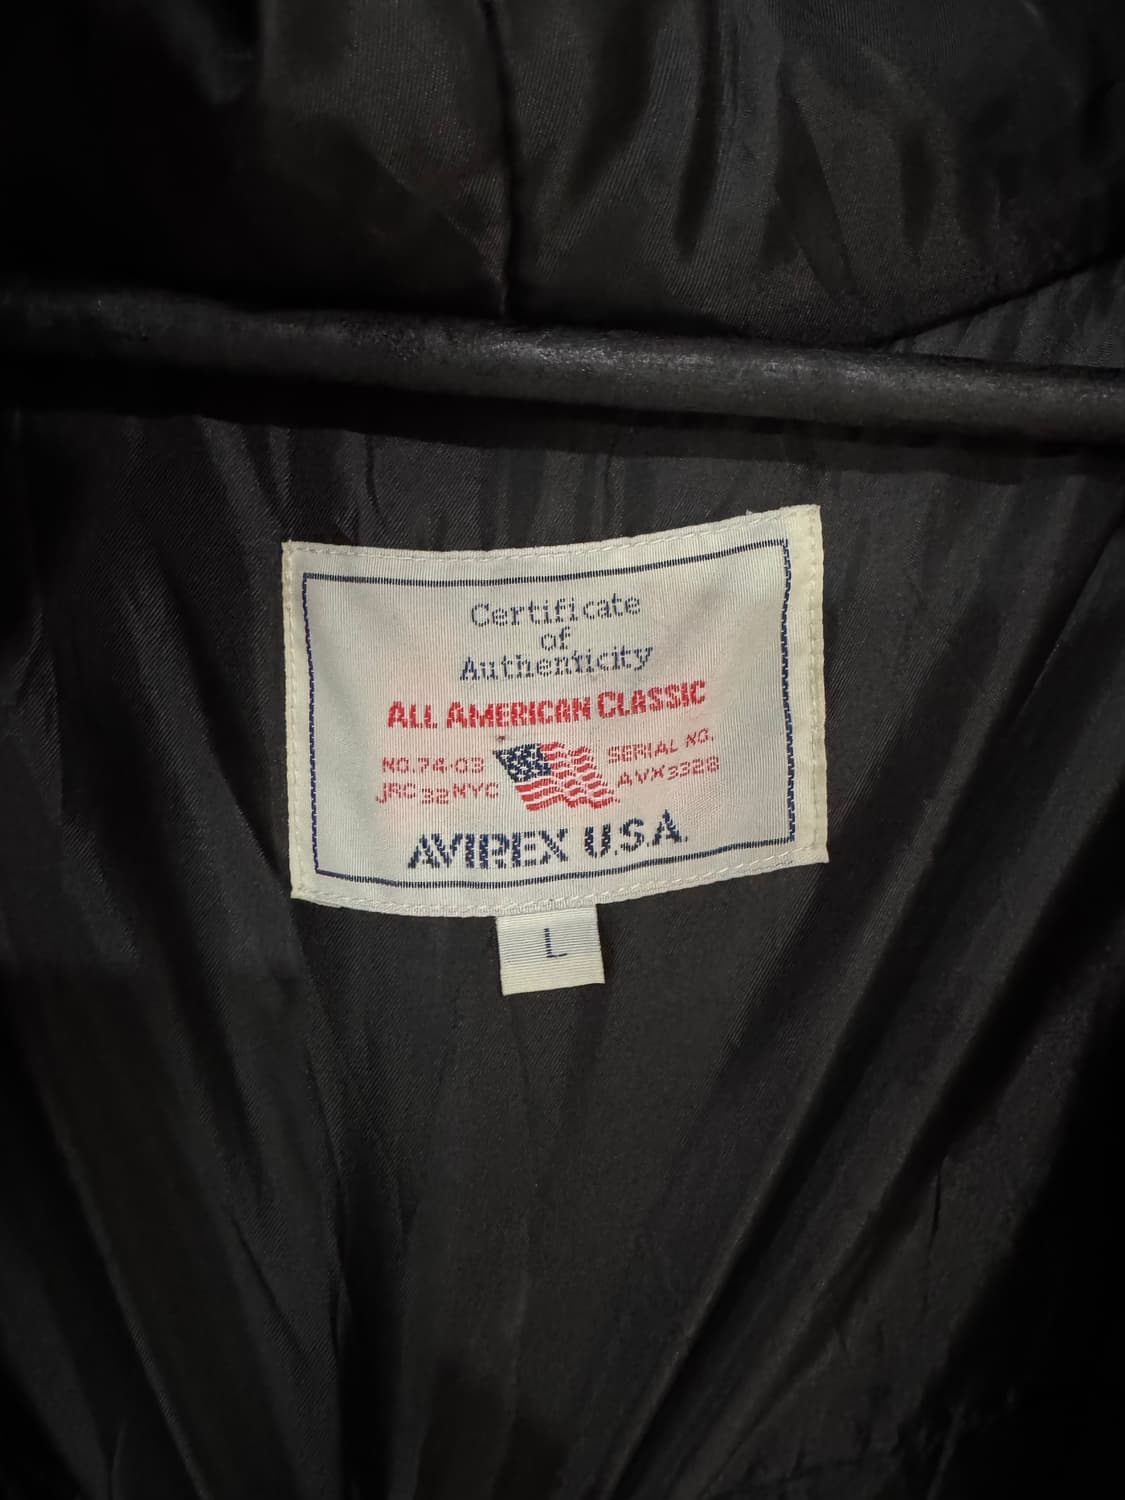 Certificate
of
Authenticity
ALL AMERICAN CLASSIC
NO.74-03
JRC 32 NYC
SERIAL NO.
AVX3328
AVIREX U.S.A.
L